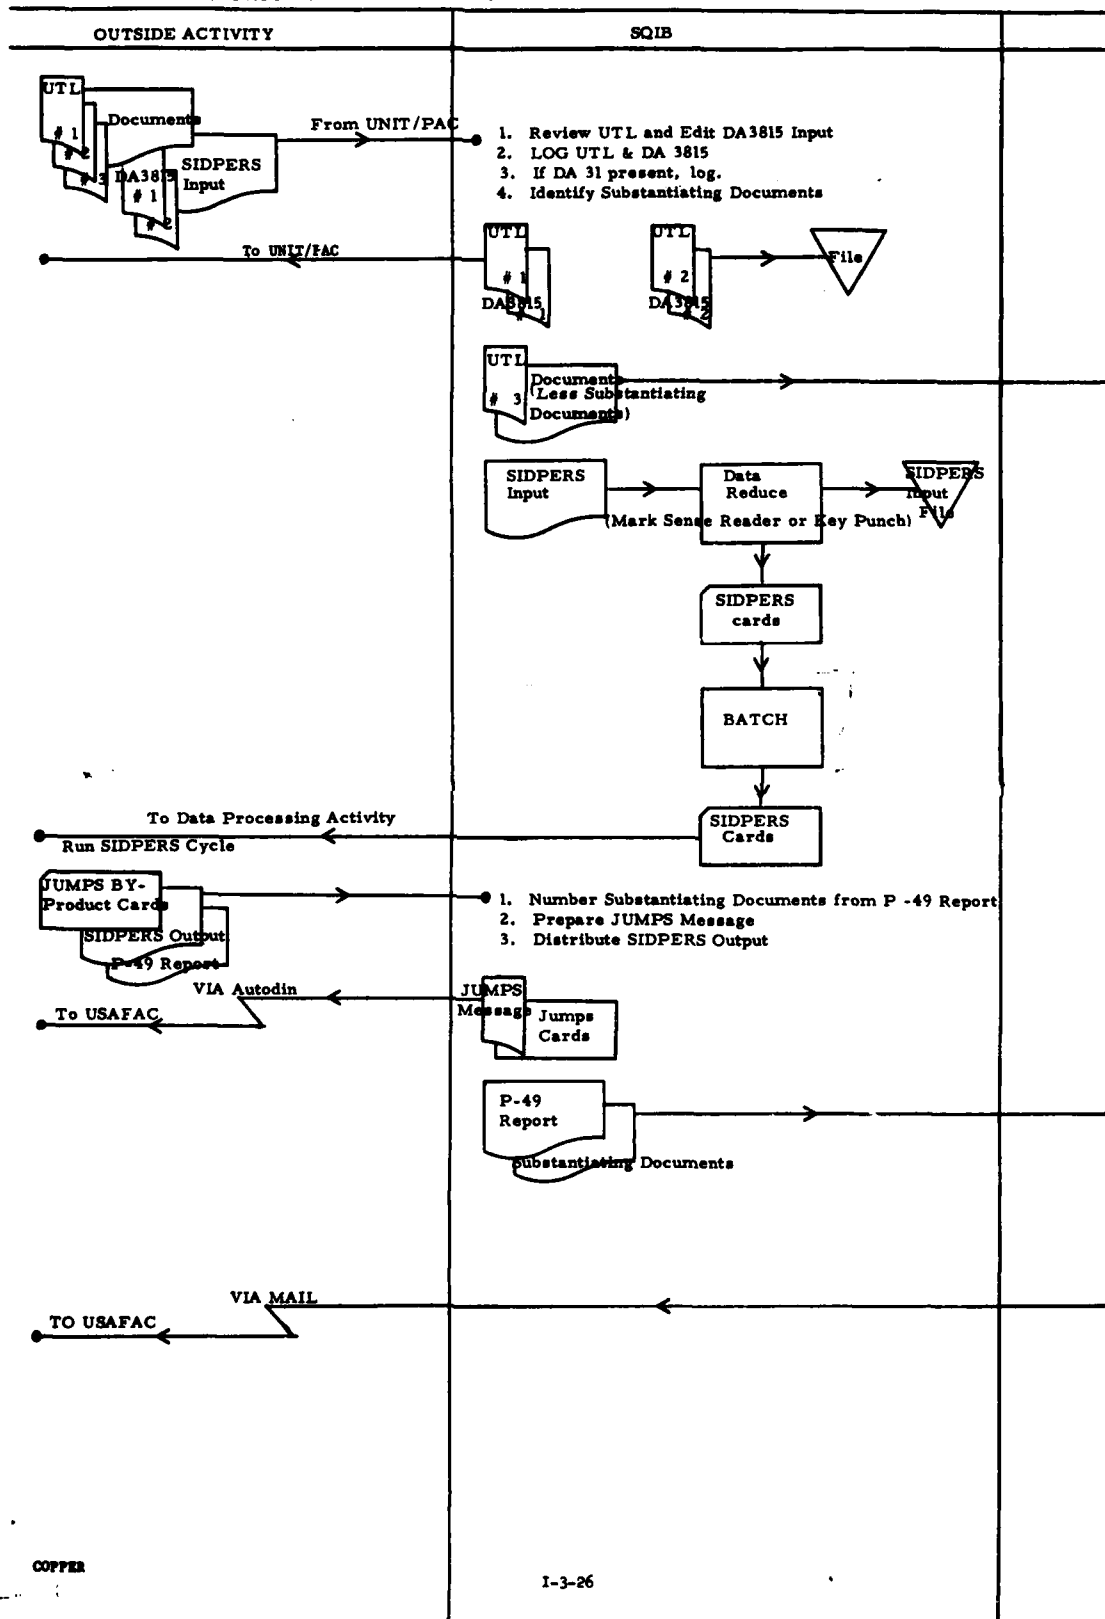 OUTSIDE ACTIVITY
SQIB
UTL
# 1
# 2
# 3
Documents
DA3815
# 1
# 2
SIDPERS
Input
From UNIT/PAC
1. Review UTL and Edit DA3815 Input
2. LOG UTL & DA 3815
3. If DA 31 present, log.
4. Identify Substantiating Documents
To UNIT/PAC
UTL
# 1
DA3815
# 1
UTL
# 2
DA3815
# 2
File
UTL
# 3
Documents
(Less Substantiating
Documents)
SIDPERS
Input
Data
Reduce
(Mark Sense Reader or Key Punch)
SIDPERS
Input
File
SIDPERS
cards
BATCH
To Data Processing Activity
Run SIDPERS Cycle
SIDPERS
Cards
JUMPS BY-
Product Cards
SIDPERS Output
P-49 Report
1. Number Substantiating Documents from P -49 Report
2. Prepare JUMPS Message
3. Distribute SIDPERS Output
VIA Autodin
To USAFAC
JUMPS
Message
Jumps
Cards
P-49
Report
Substantiating Documents
VIA MAIL
TO USAFAC
COPPER
I-3-26